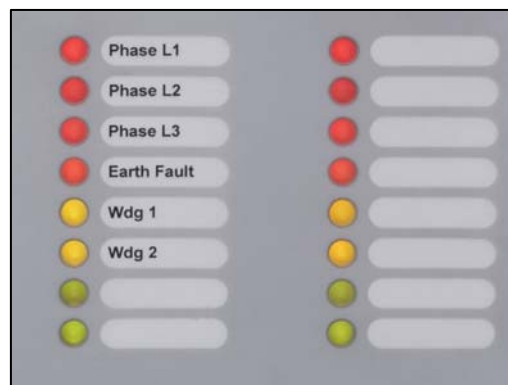 Phase L1
Phase L2
Phase L3
Earth Fault
Wdg 1
Wdg 2